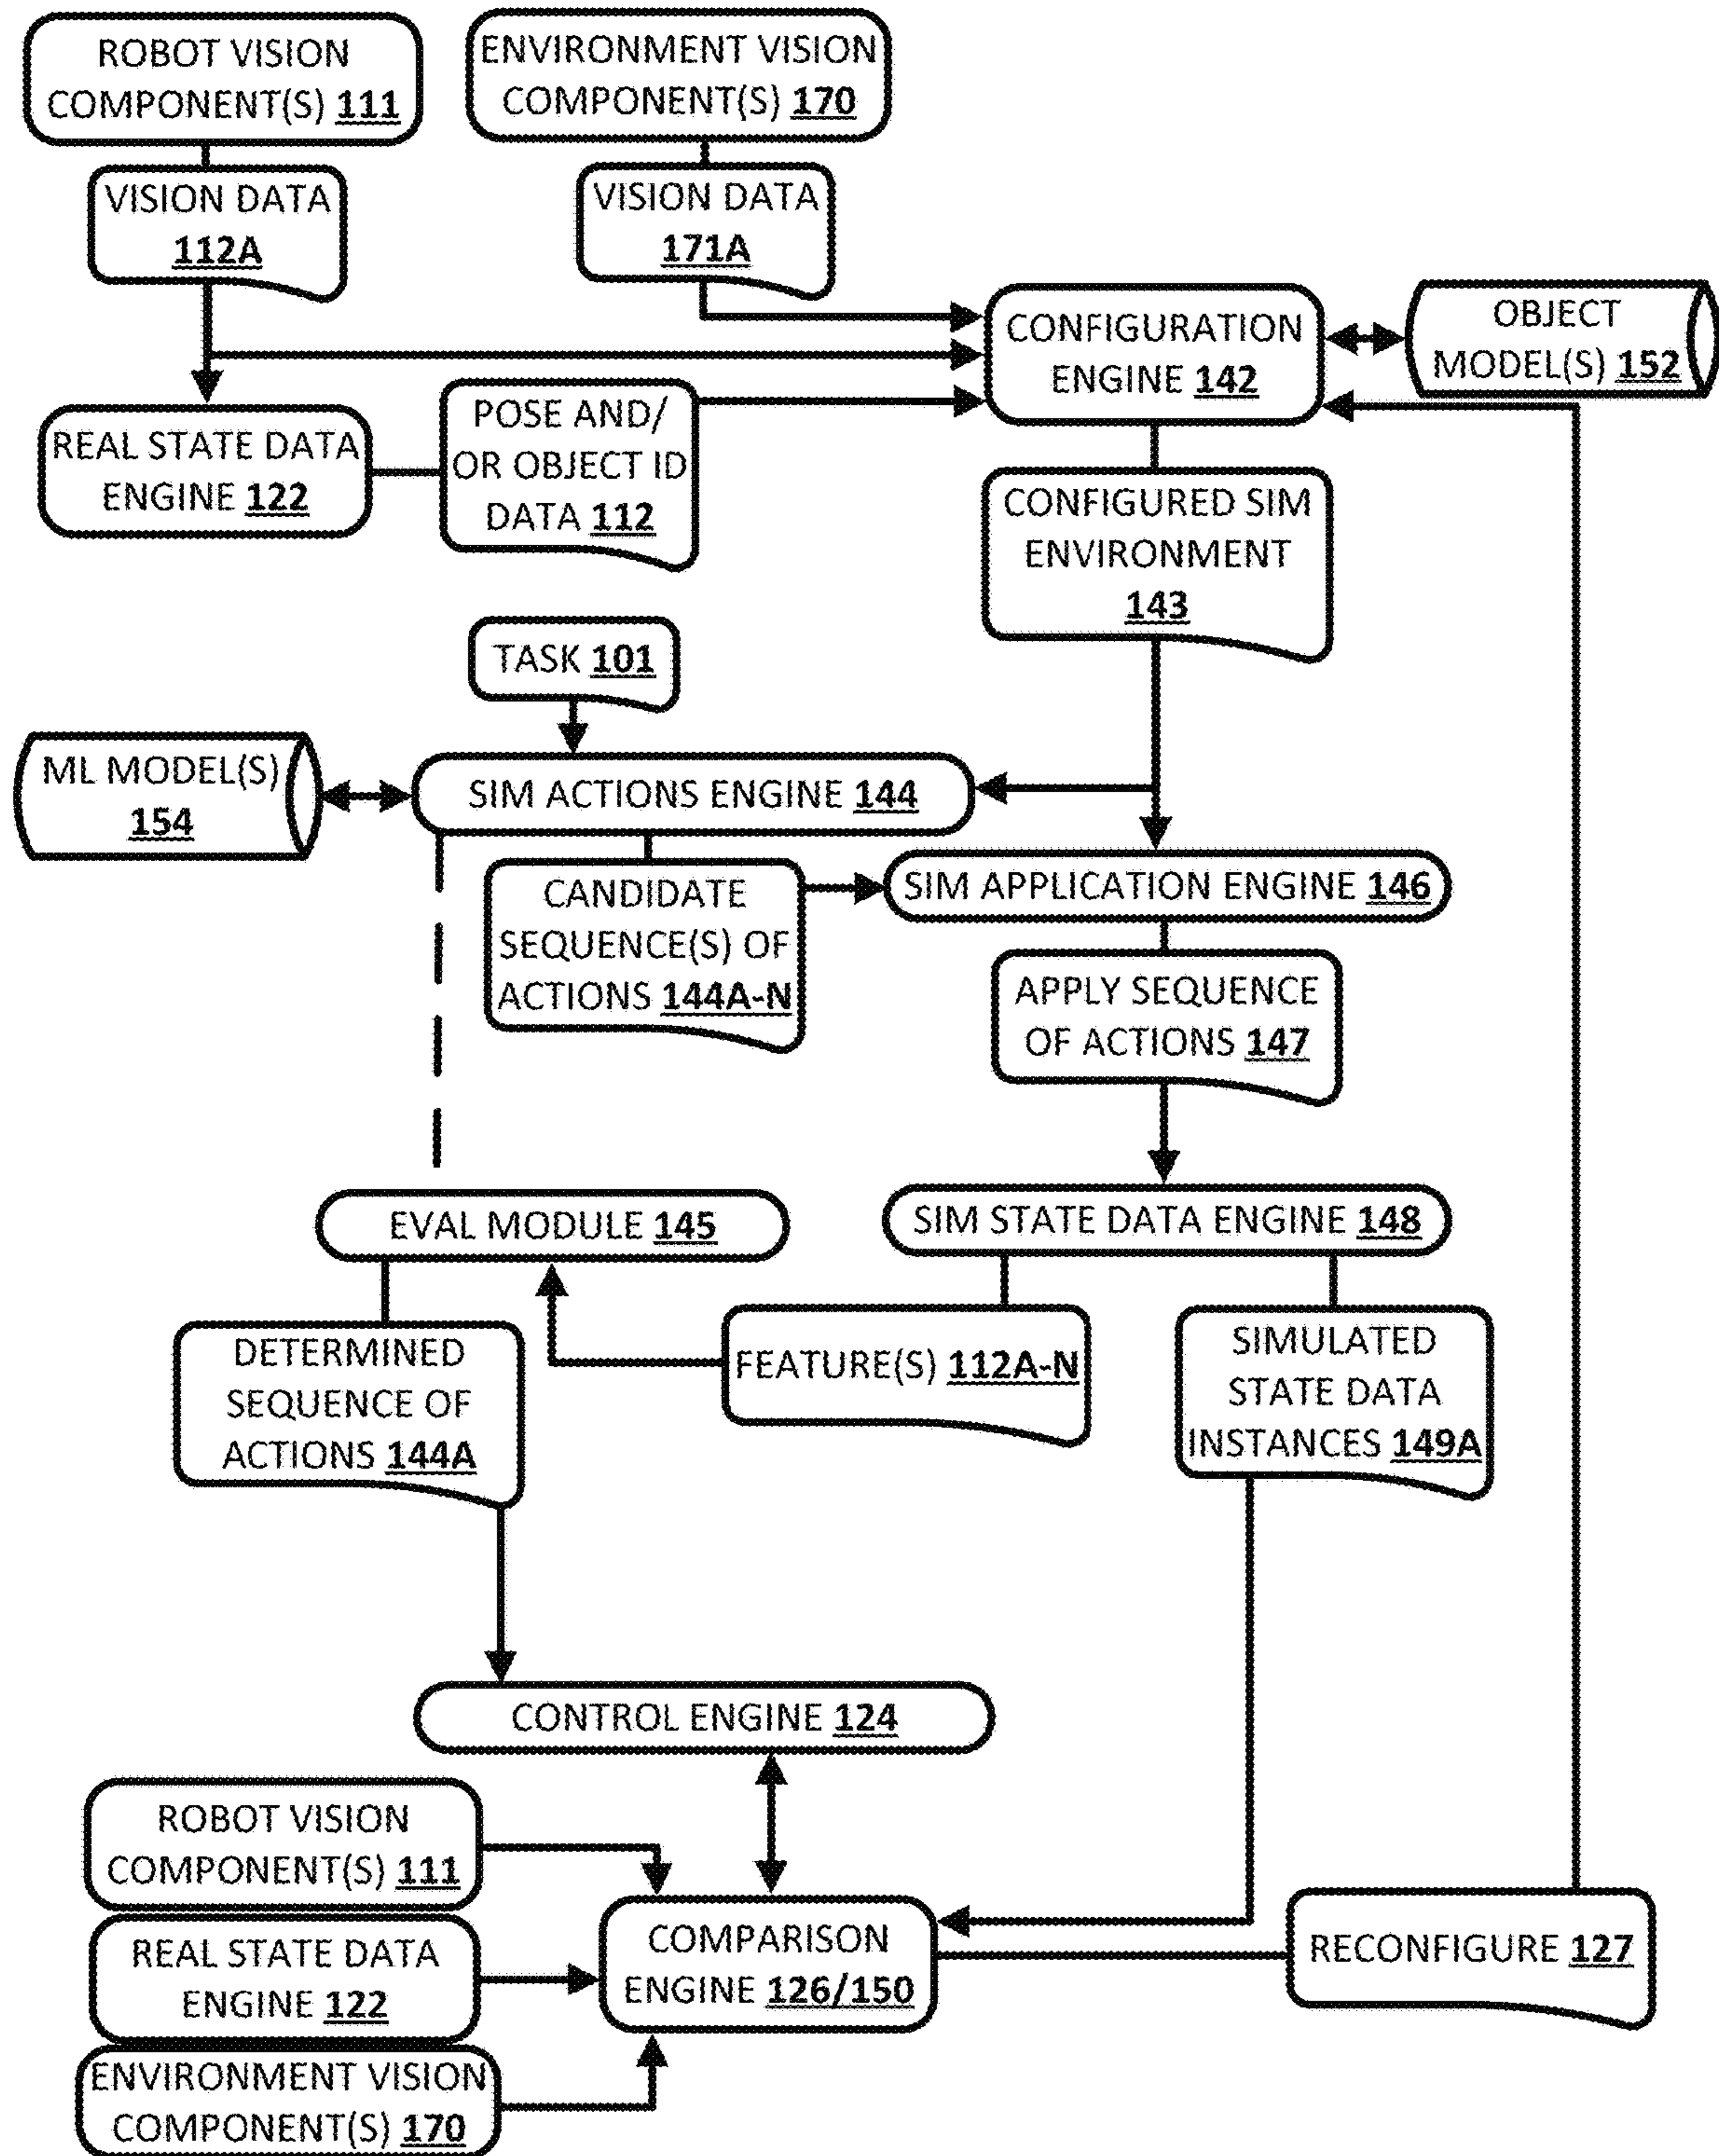 ROBOT VISION
COMPONENT(S) 111
ENVIRONMENT VISION
COMPONENT(S) 170
VISION DATA
112A
VISION DATA
171A
CONFIGURATION
ENGINE 142
OBJECT
MODEL(S) 152
REAL STATE DATA
ENGINE 122
POSE AND/
OR OBJECT ID
DATA 112
CONFIGURED SIM
ENVIRONMENT
143
TASK 101
ML MODEL(S)
154
SIM ACTIONS ENGINE 144
CANDIDATE
SEQUENCE(S) OF
ACTIONS 144A-N
SIM APPLICATION ENGINE 146
APPLY SEQUENCE
OF ACTIONS 147
EVAL MODULE 145
SIM STATE DATA ENGINE 148
DETERMINED
SEQUENCE OF
ACTIONS 144A
FEATURE(S) 112A-N
SIMULATED
STATE DATA
INSTANCES 149A
CONTROL ENGINE 124
ROBOT VISION
COMPONENT(S) 111
REAL STATE DATA
ENGINE 122
ENVIRONMENT VISION
COMPONENT(S) 170
COMPARISON
ENGINE 126/150
RECONFIGURE 127